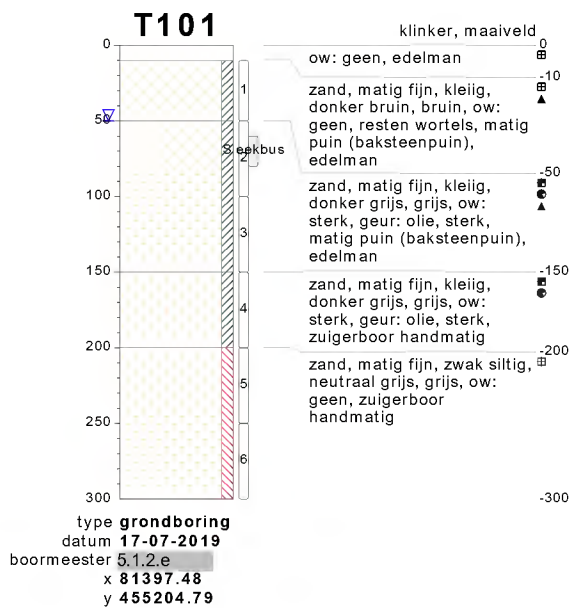 T101
klinker, maaiveld
0
50
100
150
200
250
300
1
2
3
4
5
6
Steekbus
0
ow: geen, edelman
-10
zand, matig fijn, kleiig,
donker bruin, bruin, ow:
geen, resten wortels, matig
puin (baksteenpuin),
edelman
-50
zand, matig fijn, kleiig,
donker grijs, grijs, ow:
sterk, geur: olie, sterk,
matig puin (baksteenpuin),
edelman
-150
zand, matig fijn, kleiig,
donker grijs, grijs, ow:
sterk, geur: olie, sterk,
zuigerboor handmatig
-200
zand, matig fijn, zwak siltig,
neutraal grijs, grijs, ow:
geen, zuigerboor
handmatig
-300
type grondboring
datum 17-07-2019
boormeester 5.1.2.e
x 81397.48
y 455204.79